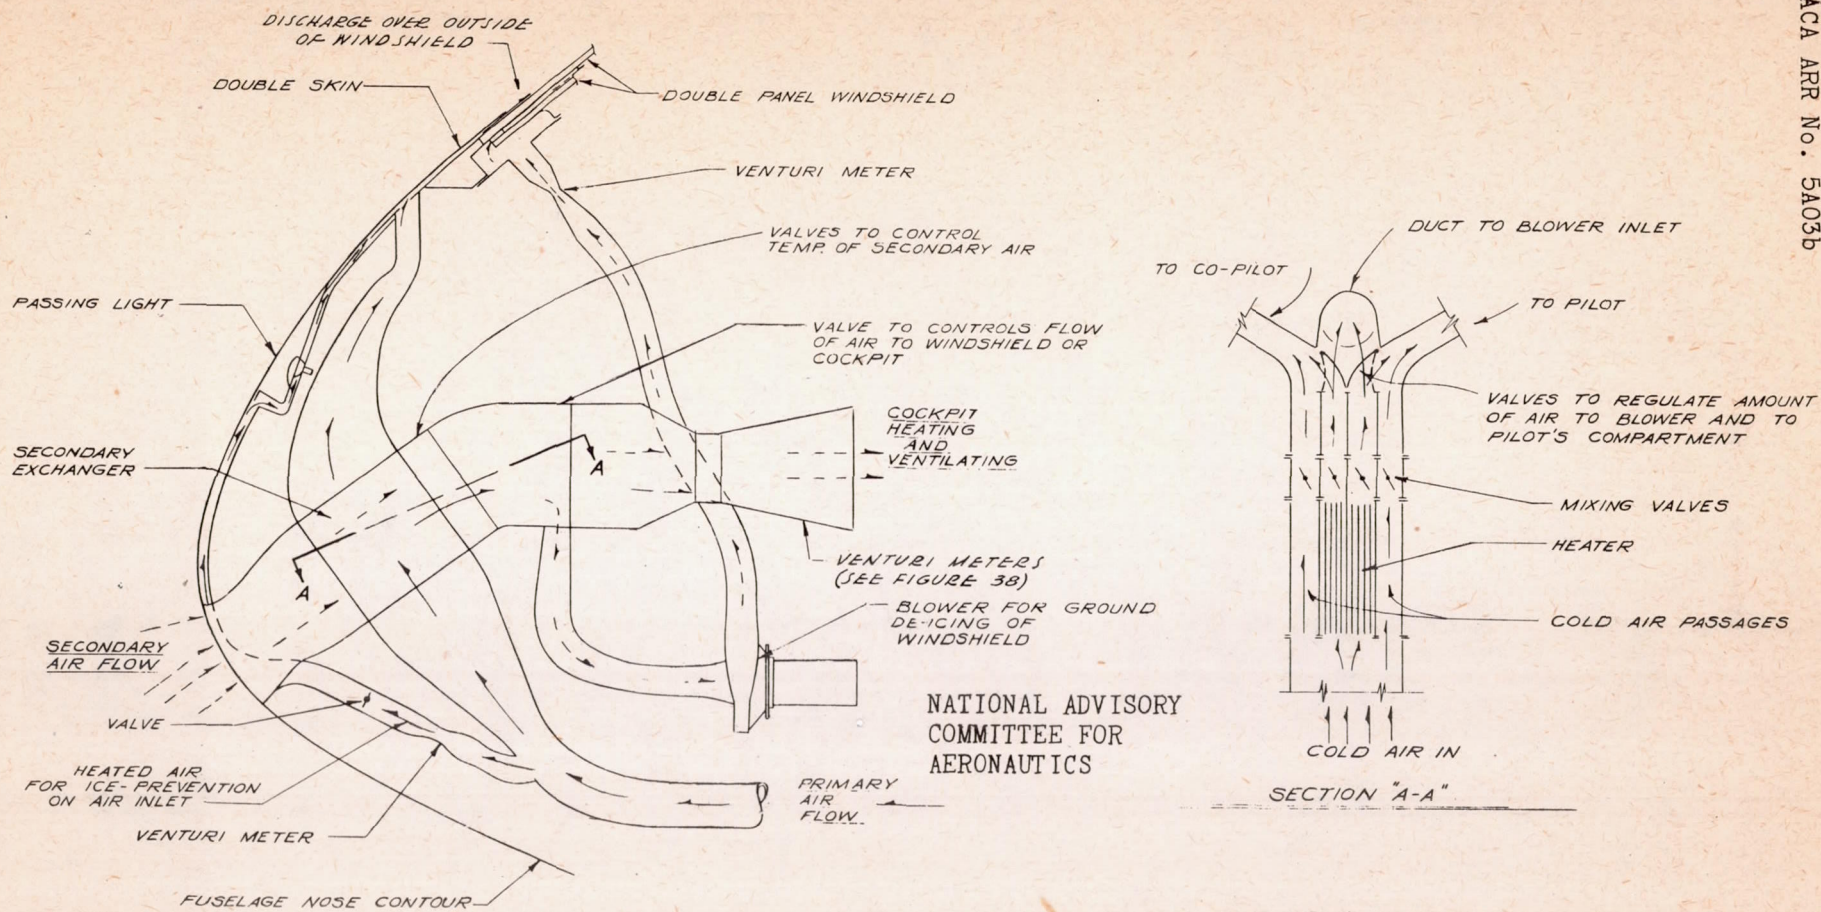 DISCHARGE OVER OUTSIDE
OF WINDSHIELD
DOUBLE SKIN
DOUBLE PANEL WINDSHIELD
VENTURI METER
VALVES TO CONTROL
TEMP. OF SECONDARY AIR
PASSING LIGHT
VALVE TO CONTROLS FLOW
OF AIR TO WINDSHIELD OR
COCKPIT
COCKPIT
HEATING
AND
VENTILATING
SECONDARY
EXCHANGER
A
A
VENTURI METERS
(SEE FIGURE 38)
BLOWER FOR GROUND
DE-ICING OF
WINDSHIELD
SECONDARY
AIR FLOW
VALVE
HEATED AIR
FOR ICE-PREVENTION
ON AIR INLET
VENTURI METER
FUSELAGE NOSE CONTOUR
PRIMARY
AIR
FLOW
NATIONAL ADVISORY
COMMITTEE FOR
AERONAUTICS
DUCT TO BLOWER INLET
TO CO-PILOT
TO PILOT
VALVES TO REGULATE AMOUNT
OF AIR TO BLOWER AND TO
PILOT'S COMPARTMENT
MIXING VALVES
HEATER
COLD AIR PASSAGES
COLD AIR IN
SECTION "A-A"
ACA ARR No. 5A03b